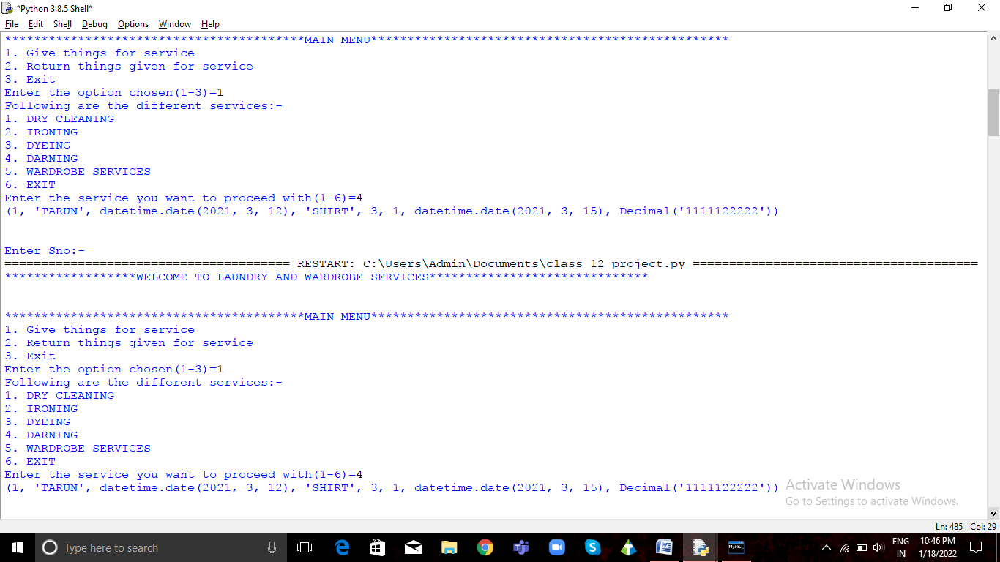 *Python 3.8.5 Shell*
File Edit Shell Debug Options Window Help
*****************************************MAIN MENU*************************************************
1. Give things for service
2. Return things given for service
3. Exit
Enter the option chosen(1-3)=1
Following are the different services:-
1. DRY CLEANING
2. IRONING
3. DYEING
4. DARNING
5. WARDROBE SERVICES
6. EXIT
Enter the service you want to proceed with(1-6)=4
(1, 'TARUN', datetime.date(2021, 3, 12), 'SHIRT', 3, 1, datetime.date(2021, 3, 15), Decimal('1111122222'))
Enter Sno:-
======================================= RESTART: C:\Users\Admin\Documents\class 12 project.py =======================================
******************WELCOME TO LAUNDRY AND WARDROBE SERVICES******************************
*****************************************MAIN MENU*************************************************
1. Give things for service
2. Return things given for service
3. Exit
Enter the option chosen(1-3)=1
Following are the different services:-
1. DRY CLEANING
2. IRONING
3. DYEING
4. DARNING
5. WARDROBE SERVICES
6. EXIT
Enter the service you want to proceed with(1-6)=4
(1, 'TARUN', datetime.date(2021, 3, 12), 'SHIRT', 3, 1, datetime.date(2021, 3, 15), Decimal('1111122222'))
Activate Windows
Go to Settings to activate Windows.
Ln: 485 Col: 29
Type here to search
MySQL
ENG
IN
10:46 PM
1/18/2022